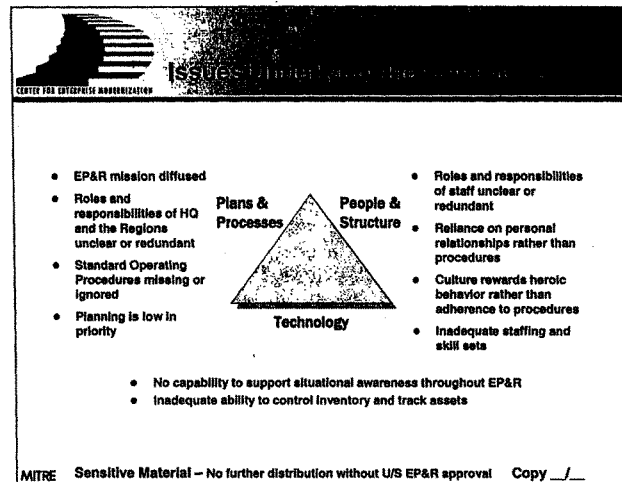 CENTER FOR ENTERPRISE MODERNIZATION
Issues Underlying
• EP&R mission diffused
• Roles and
responsibilities of HQ
and the Regions
unclear or redundant
• Standard Operating
Procedures missing or
ignored
• Planning is low in
priority
Plans &
Processes
People &
Structure
Technology
• Roles and responsibilities
of staff unclear or
redundant
• Reliance on personal
relationships rather than
procedures
• Culture rewards heroic
behavior rather than
adherence to procedures
• Inadequate staffing and
skill sets
• No capability to support situational awareness throughout EP&R
• Inadequate ability to control inventory and track assets
MITRE Sensitive Material – No further distribution without U/S EP&R approval Copy __/__